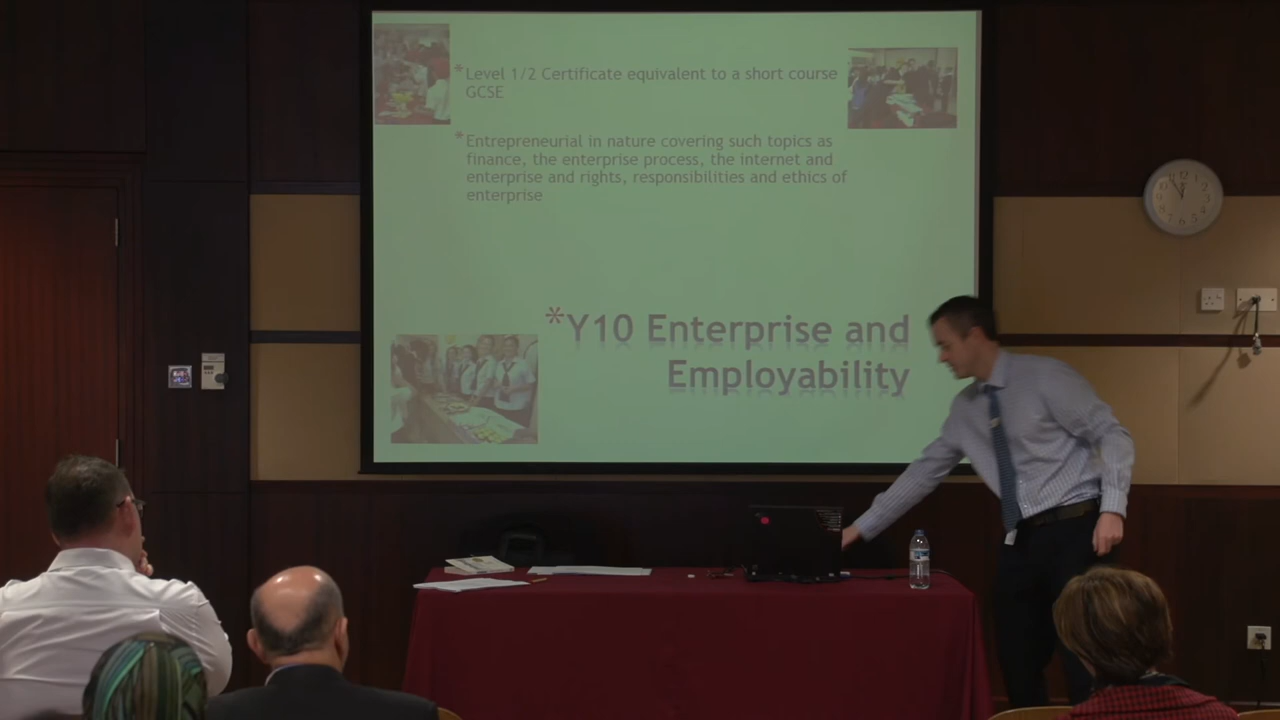 *Level 1/2 Certificate equivalent to a short course
GCSE
*Entrepreneurial in nature covering such topics as
finance, the enterprise process, the internet and
enterprise and rights, responsibilities and ethics of
enterprise
*Y10 Enterprise and
Employability